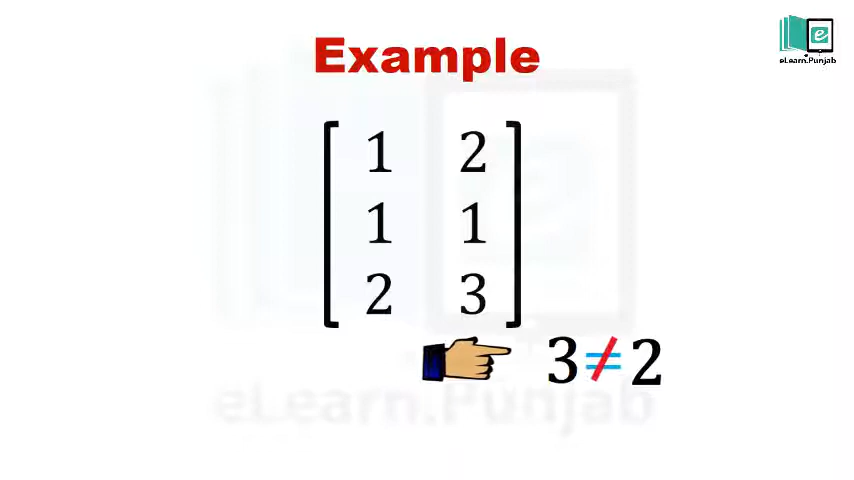 Example
eLearn.Punjab
1 2
1 1
2 3
3 ≠ 2
eLearn.Punjab